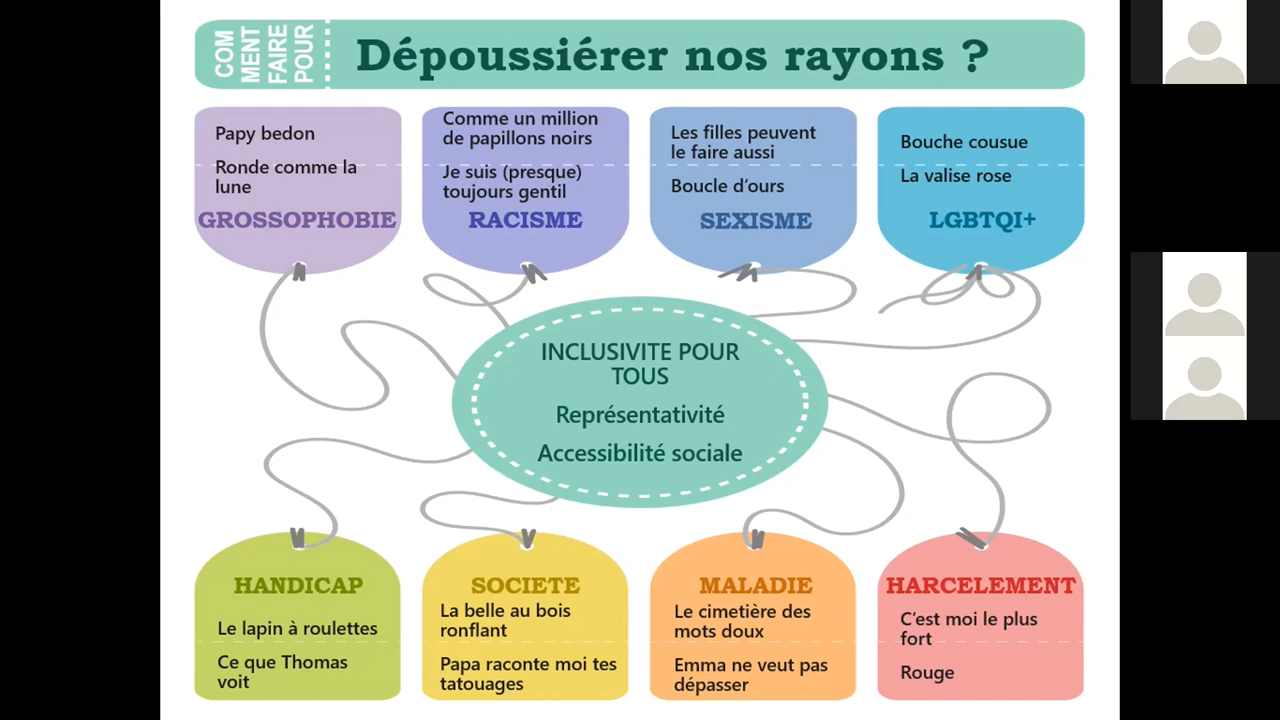 COM
MENT
FAIRE
POUR
Dépoussiérer nos rayons ?
Papy bedon
Ronde comme la
lune
GROSSOPHOBIE
Comme un million
de papillons noirs
Je suis (presque)
toujours gentil
RACISME
Les filles peuvent
le faire aussi
Boucle d’ours
SEXISME
Bouche cousue
La valise rose
LGBTQI+
INCLUSIVITE POUR
TOUS
Représentativité
Accessibilité sociale
HANDICAP
Le lapin à roulettes
Ce que Thomas
voit
SOCIETE
La belle au bois
ronflant
Papa raconte moi tes
tatouages
MALADIE
Le cimetière des
mots doux
Emma ne veut pas
dépasser
HARCELEMENT
C’est moi le plus
fort
Rouge